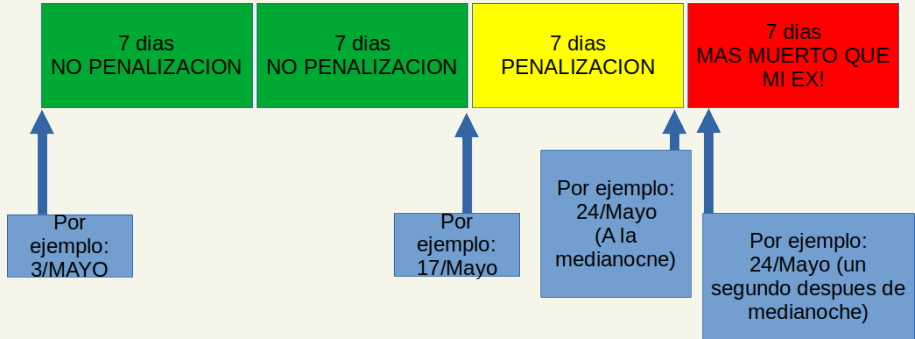 7 dias
NO PENALIZACION
7 dias
NO PENALIZACION
7 dias
PENALIZACION
7 dias
MAS MUERTO QUE
MI EX!
Por
ejemplo:
3/MAYO
Por
ejemplo:
17/Mayo
Por ejemplo:
24/Mayo
(A la
medianocne)
Por ejemplo:
24/Mayo (un
segundo despues de
medianoche)